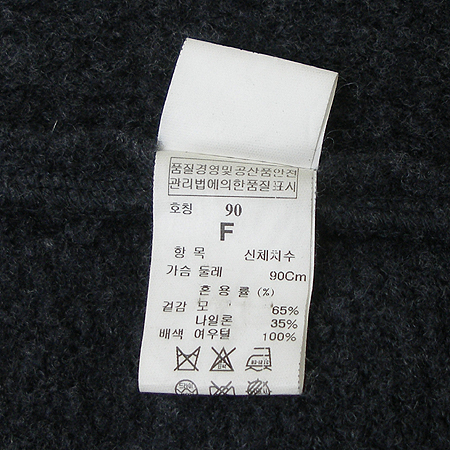 품질경영및공산품안전
관리법에의한품질표시
호칭 90
F
항 목 신체치수
가슴 둘레 90Cm
혼 용 률 (%)
겉감 모 65%
나일론 35%
배색 여우털 100%